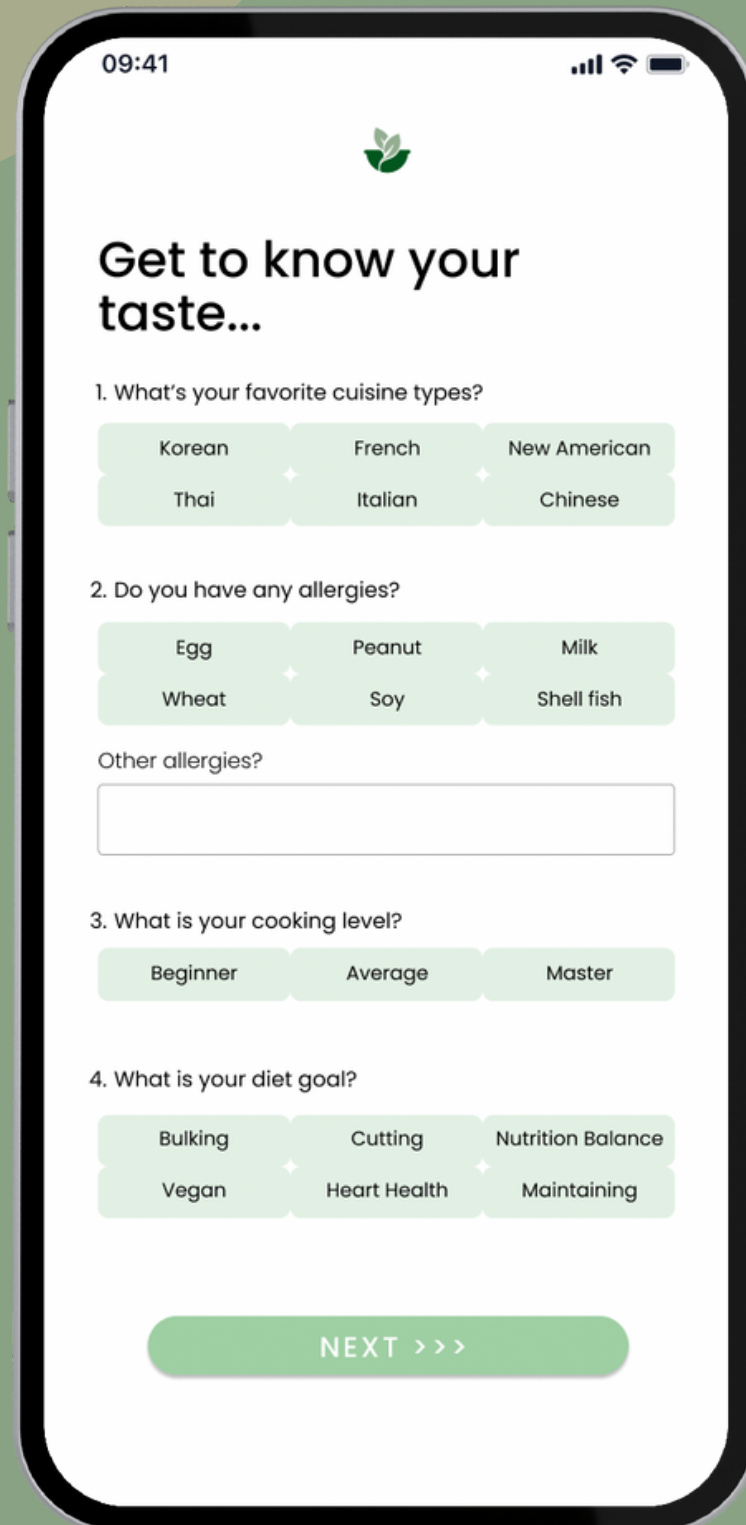 09:41
Get to know your
taste...
1. What's your favorite cuisine types?
Korean French New American
Thai Italian Chinese
2. Do you have any allergies?
Egg Peanut Milk
Wheat Soy Shell fish
Other allergies?
3. What is your cooking level?
Beginner Average Master
4. What is your diet goal?
Bulking Cutting Nutrition Balance
Vegan Heart Health Maintaining
NEXT >>>